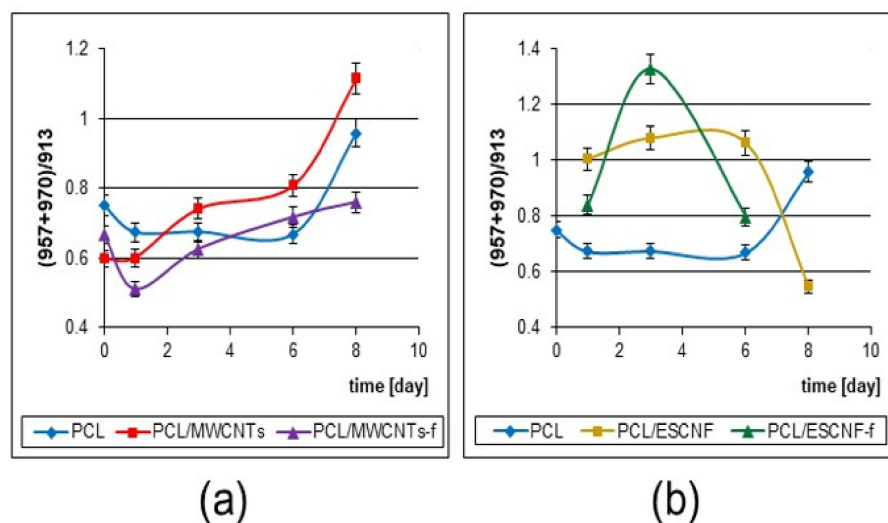 1.2
1
0.8
0.6
0.4
(957+970)/913
0 2 4 6 8 10
time [day]
PCL PCL/MWCNTs PCL/MWCNTs-f
(a)
1.4
1.2
1
0.8
0.6
0.4
(957+970)/913
0 2 4 6 8 10
time [day]
PCL PCL/ESCNF PCL/ESCNF-f
(b)